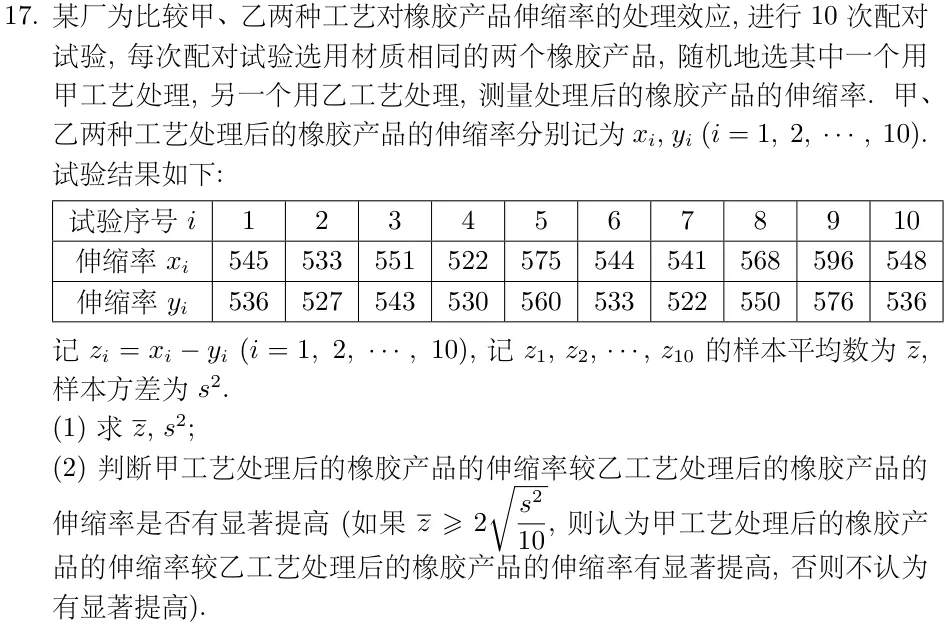 17. 某厂为比较甲、乙两种工艺对橡胶产品伸缩率的处理效应, 进行 10 次配对
试验, 每次配对试验选用材质相同的两个橡胶产品, 随机地选其中一个用
甲工艺处理, 另一个用乙工艺处理, 测量处理后的橡胶产品的伸缩率. 甲、
乙两种工艺处理后的橡胶产品的伸缩率分别记为 xᵢ, yᵢ (i = 1, 2, ⋯ , 10).
试验结果如下:
试验序号 i 1 2 3 4 5 6 7 8 9 10
伸缩率 xᵢ 545 533 551 522 575 544 541 568 596 548
伸缩率 yᵢ 536 527 543 530 560 533 522 550 576 536
记 zᵢ = xᵢ − yᵢ (i = 1, 2, ⋯ , 10), 记 z₁, z₂, ⋯ , z₁₀ 的样本平均数为 z̅,
样本方差为 s².
(1) 求 z̅, s²;
(2) 判断甲工艺处理后的橡胶产品的伸缩率较乙工艺处理后的橡胶产品的
伸缩率是否有显著提高 (如果 z̅ ⩾ 2√(s²/10), 则认为甲工艺处理后的橡胶产
品的伸缩率较乙工艺处理后的橡胶产品的伸缩率有显著提高, 否则不认为
有显著提高).